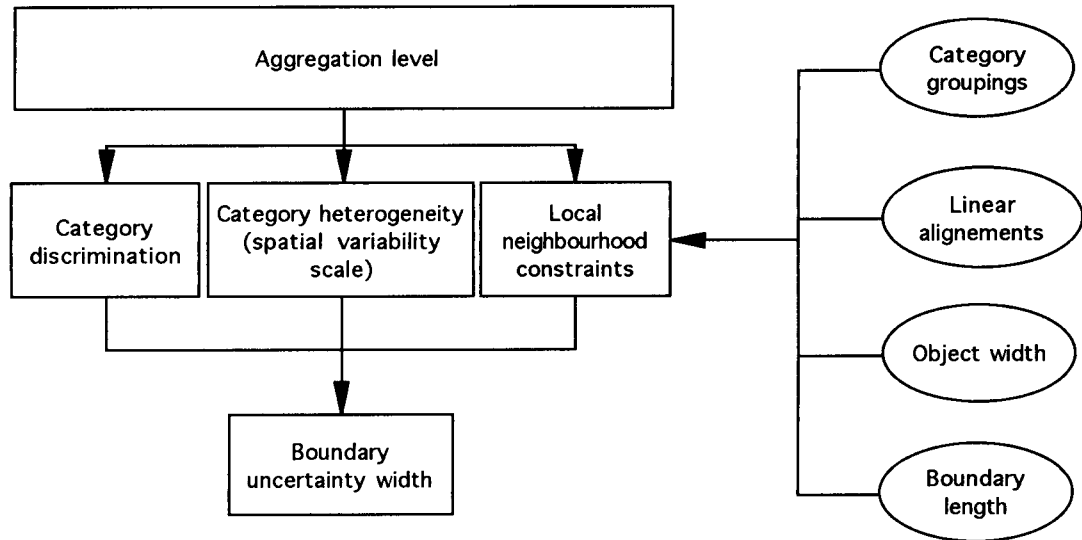 Aggregation level
Category
discrimination
Category heterogeneity
(spatial variability
scale)
Local
neighbourhood
constraints
Boundary
uncertainty width
Category
groupings
Linear
alignements
Object width
Boundary
length